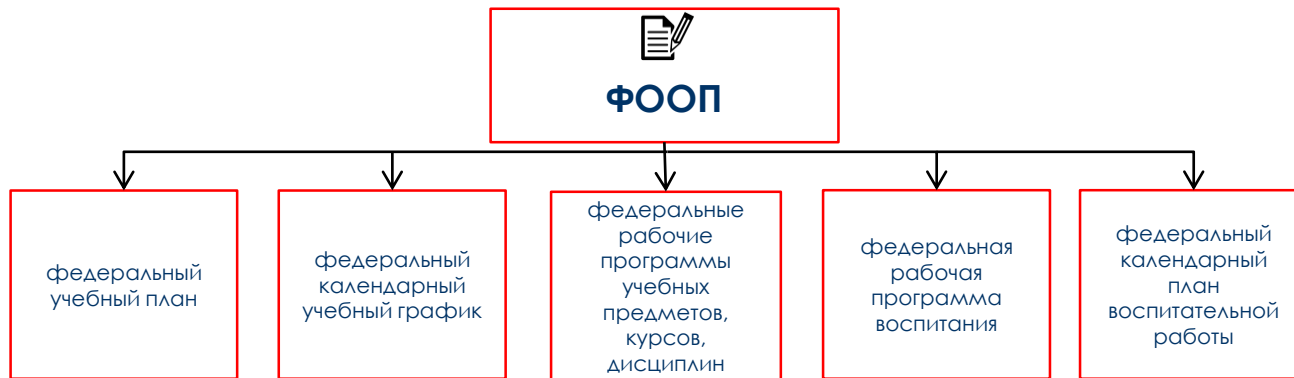 ФООП
федеральный
учебный план
федеральный
календарный
учебный график
федеральные
рабочие
программы
учебных
предметов,
курсов,
дисциплин
федеральная
рабочая
программа
воспитания
федеральный
календарный
план
воспитательной
работы